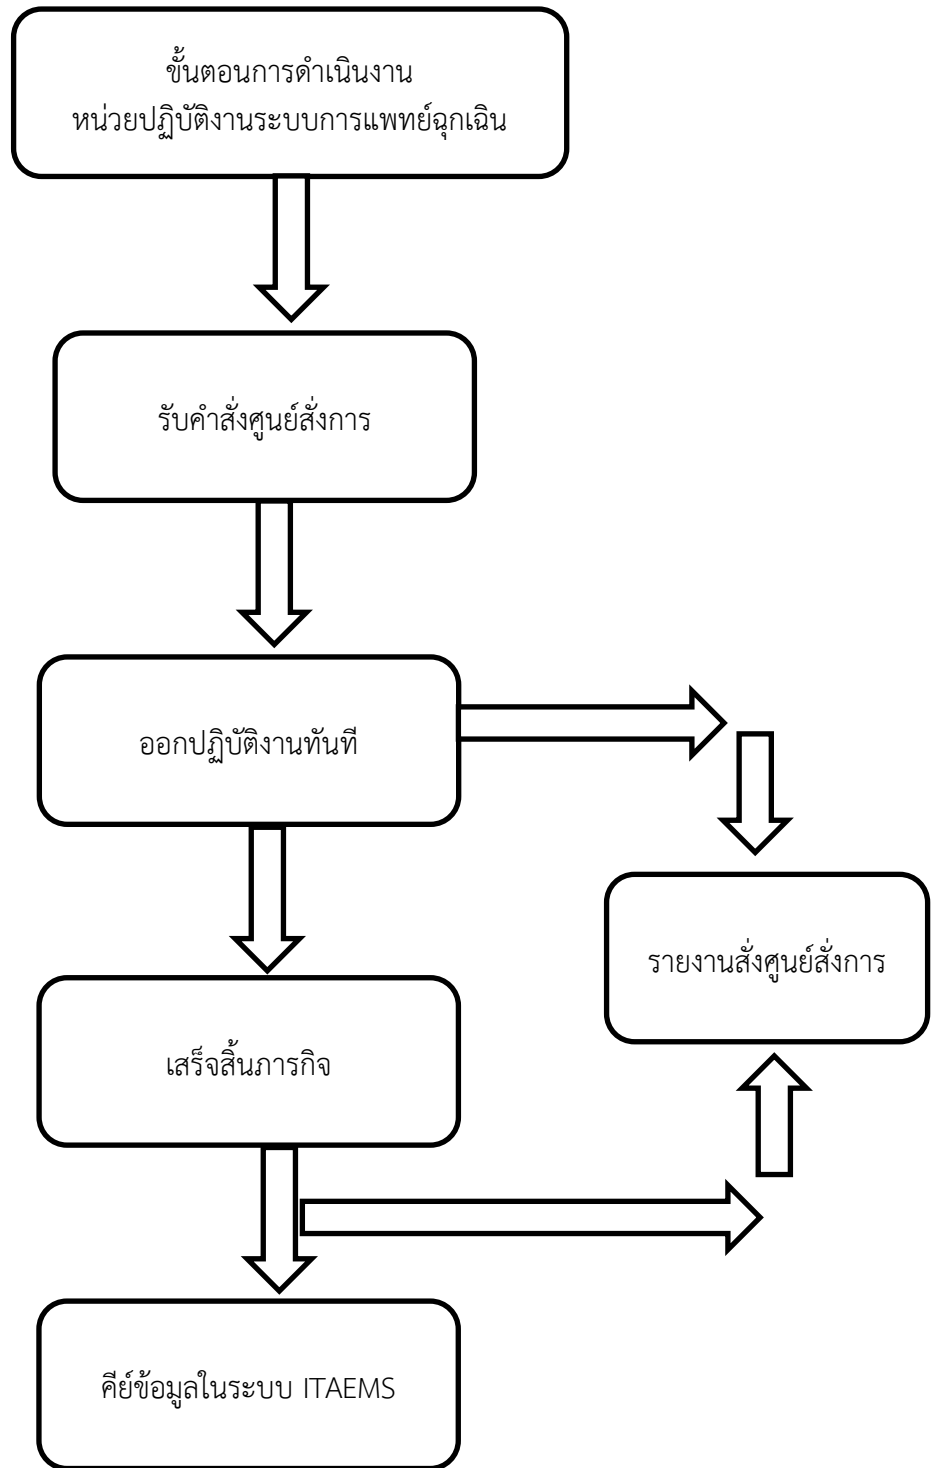 ขั้นตอนการดำเนินงาน
หน่วยปฏิบัติงานระบบการแพทย์ฉุกเฉิน
รับคำสั่งศูนย์สั่งการ
ออกปฏิบัติงานทันที
รายงานสั่งศูนย์สั่งการ
เสร็จสิ้นภารกิจ
คีย์ข้อมูลในระบบ ITAEMS